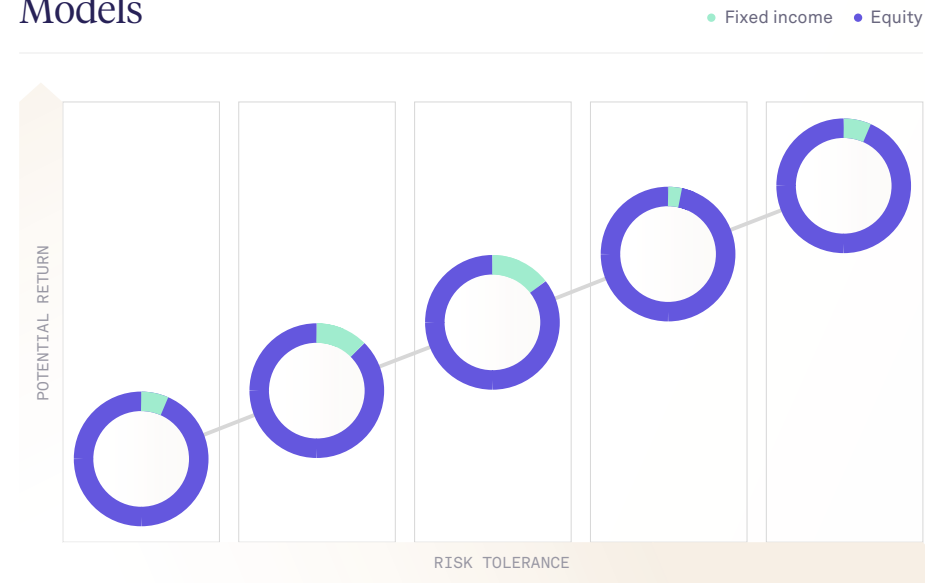 Models
Fixed income
Equity
POTENTIAL RETURN
RISK TOLERANCE